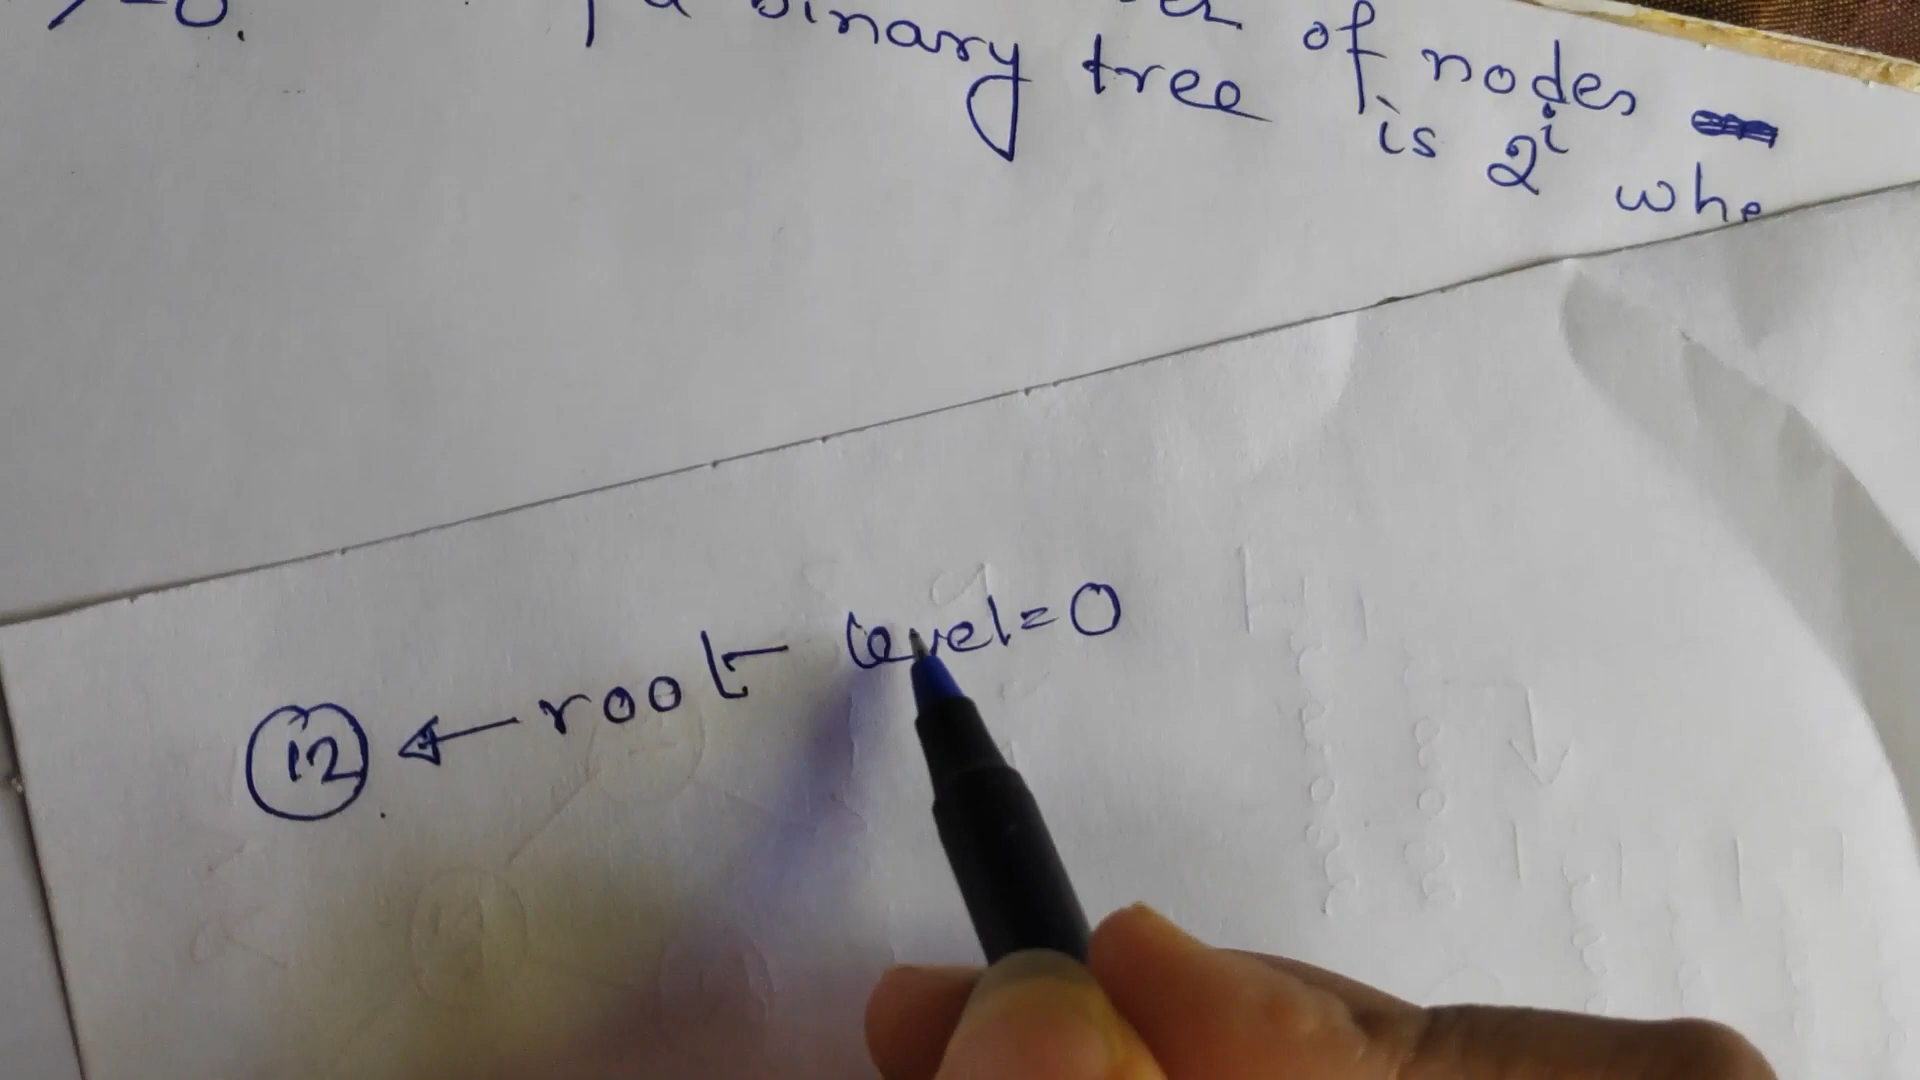 of nodes
binary tree is 2^i whe
root - level=0
12